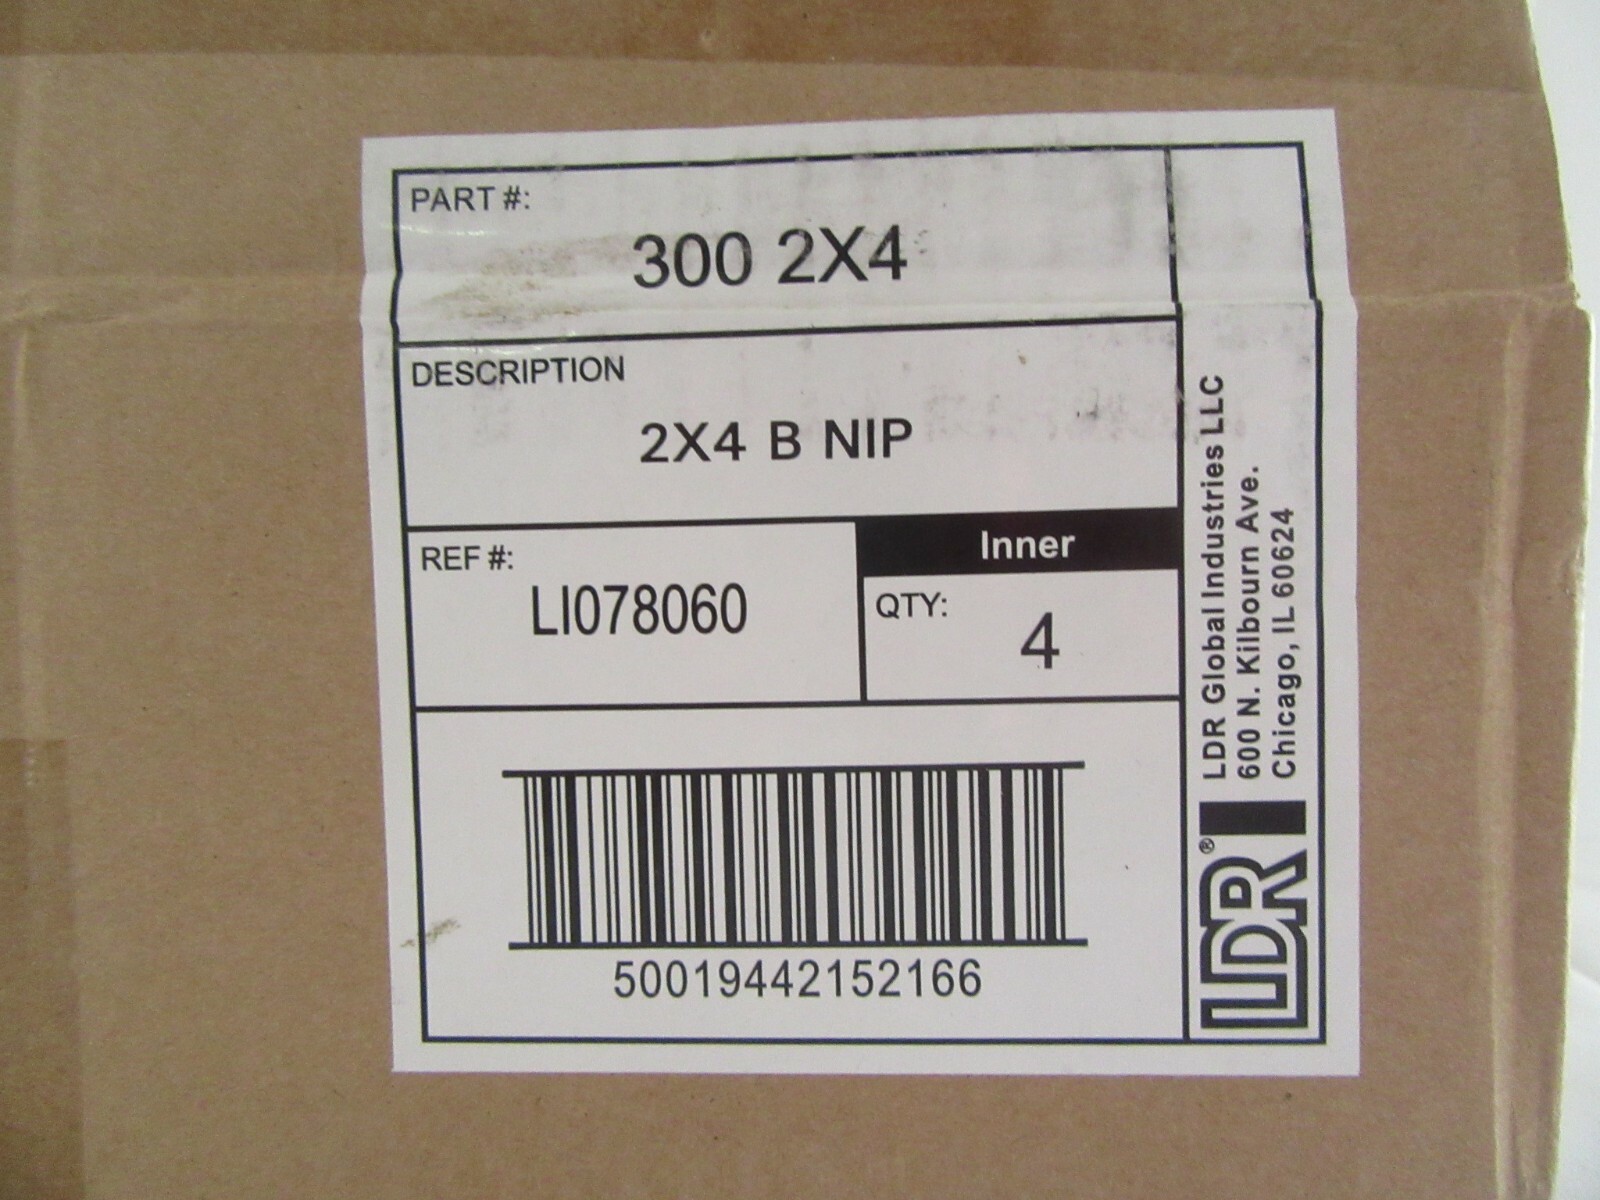 PART #:
300 2X4
DESCRIPTION
2X4 B NIP
REF #:
LI078060
Inner
QTY:
4
50019442152166
LDR®
LDR Global Industries LLC
600 N. Kilbourn Ave.
Chicago, IL 60624